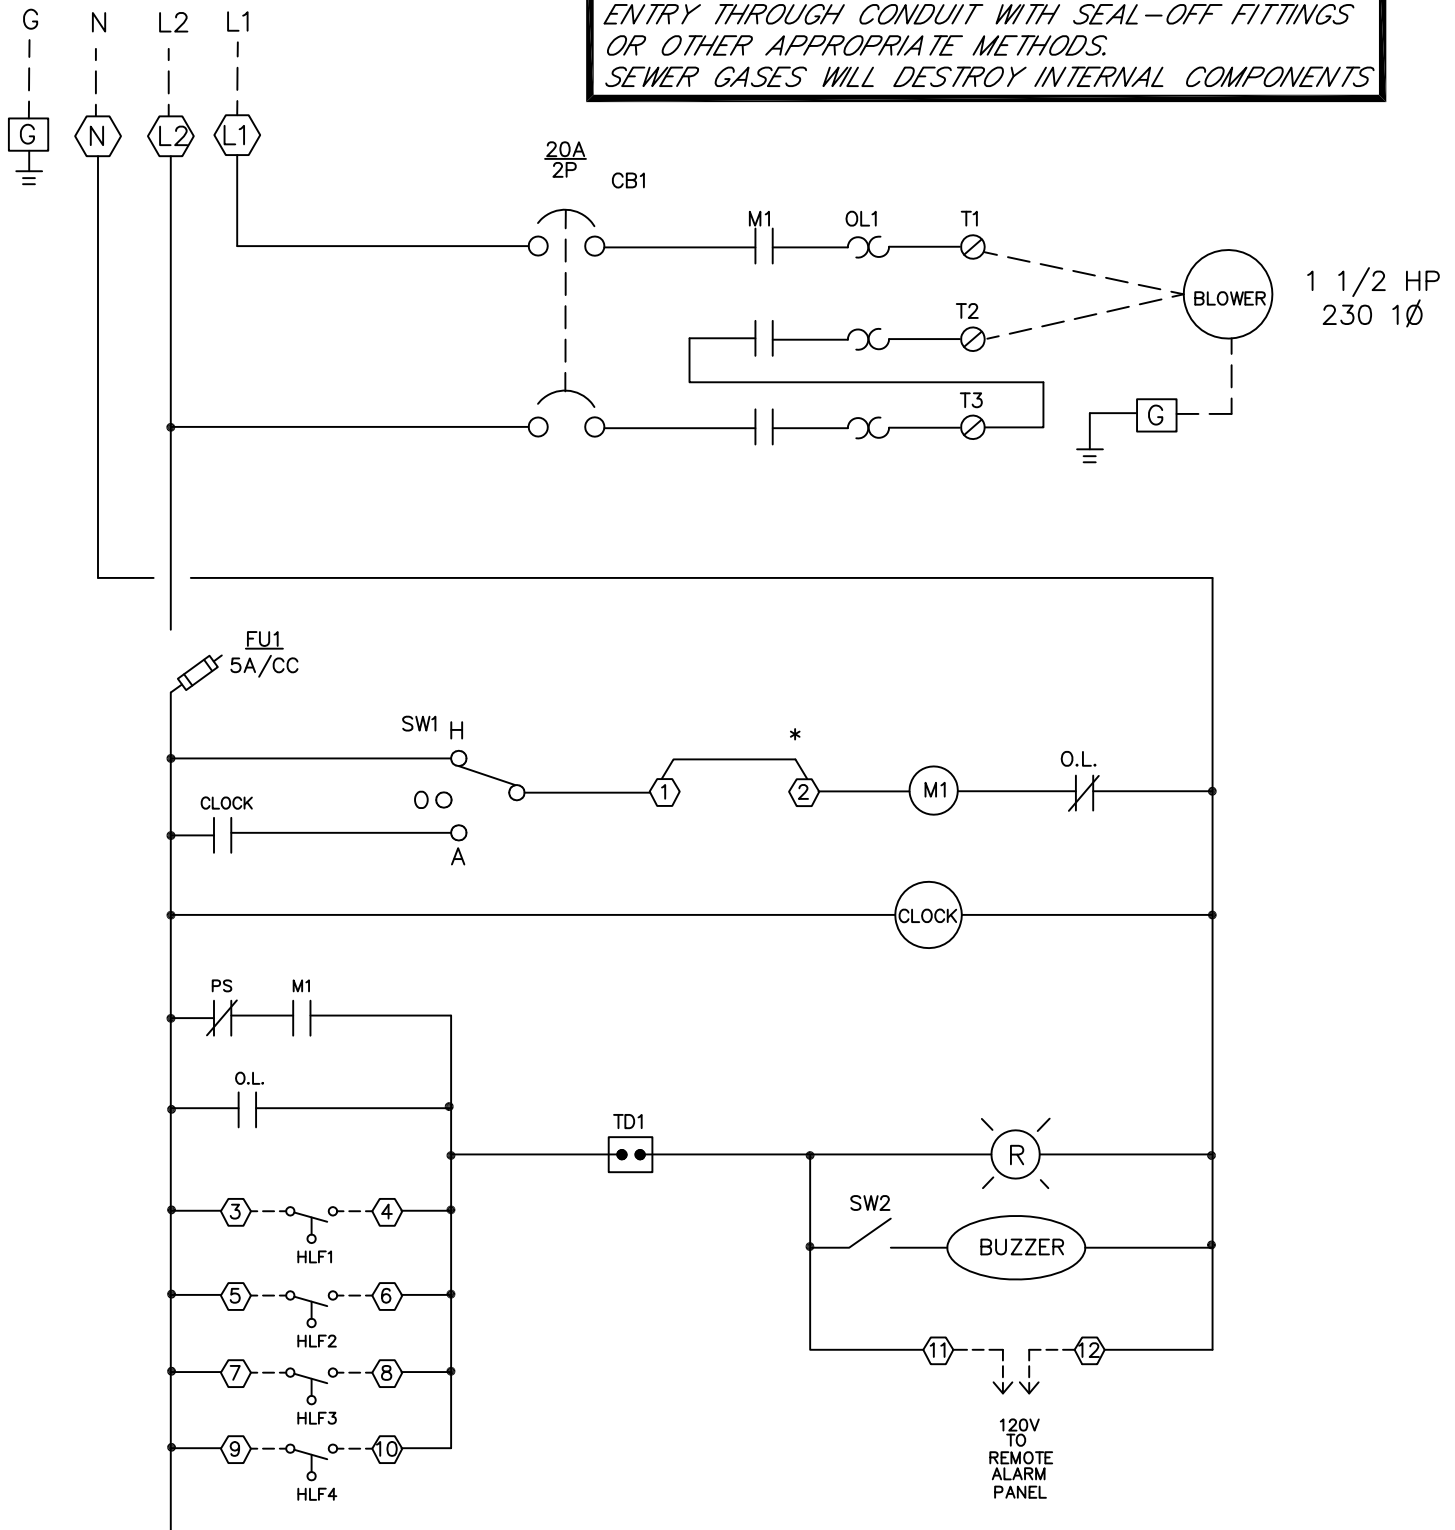 G N L2 L1
ENTRY THROUGH CONDUIT WITH SEAL-OFF FITTINGS
OR OTHER APPROPRIATE METHODS.
SEWER GASES WILL DESTROY INTERNAL COMPONENTS
G N L2 L1
20A
2P
CB1
M1 OL1 T1
BLOWER
1 1/2 HP
230 1Ø
T2
T3
G
FU1
5A/CC
SW1 H
*
O.L.
1 2 M1
O
CLOCK
A
CLOCK
PS M1
O.L.
TD1
R
3 4
HLF1
SW2
BUZZER
5 6
HLF2
11 12
7 8
HLF3
120V
TO
REMOTE
ALARM
PANEL
9 10
HLF4